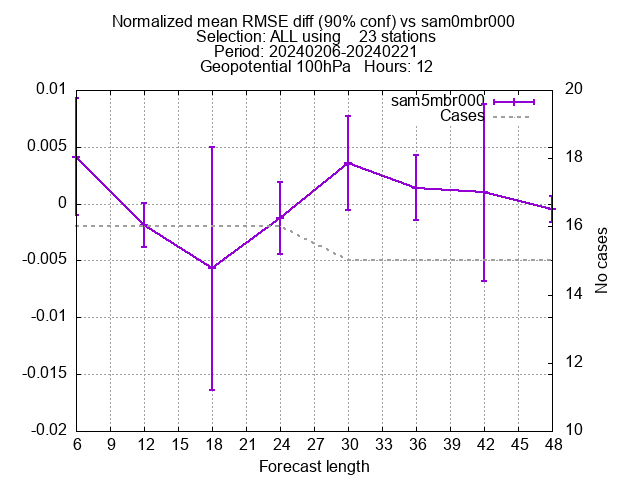 Normalized mean RMSE diff (90% conf) vs sam0mbr000
Selection: ALL using    23 stations
Period: 20240206-20240221
Geopotential 100hPa   Hours: 12
sam5mbr000
Cases
0.01
0.005
0
-0.005
-0.01
-0.015
-0.02
20
18
16
14
12
10
No cases
6 9 12 15 18 21 24 27 30 33 36 39 42 45 48
Forecast length